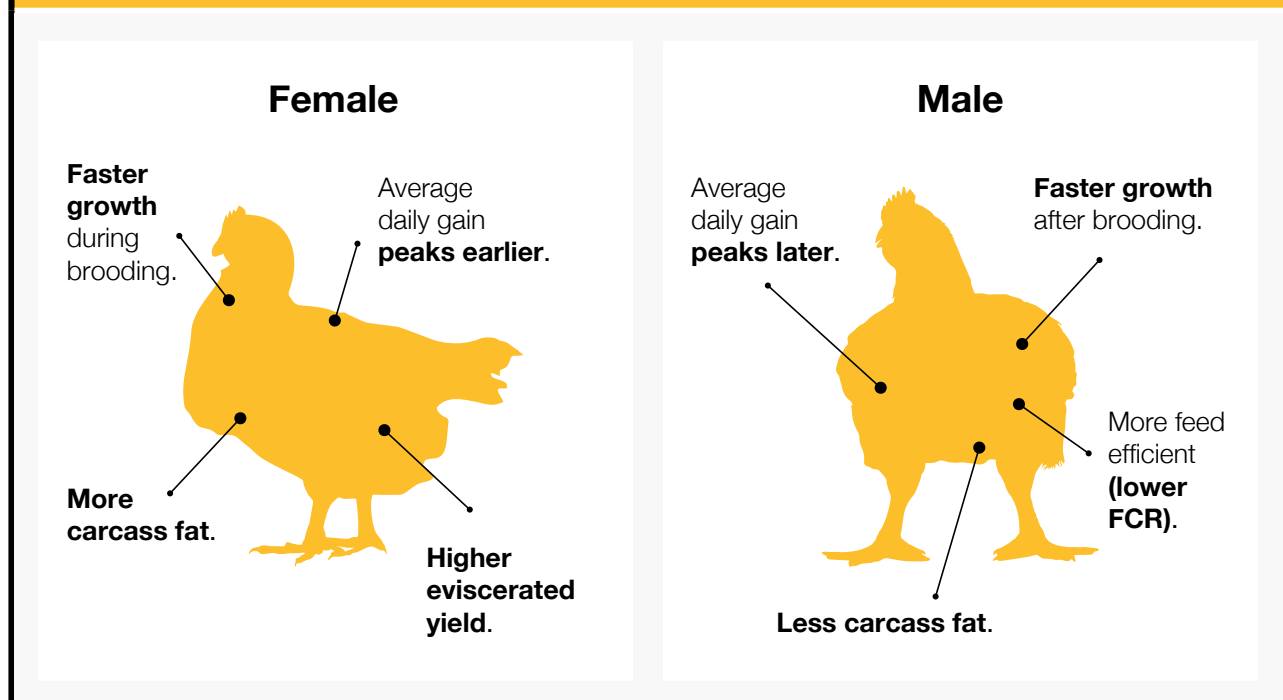 Female
Faster
growth
during
brooding.
Average
daily gain
peaks earlier.
More
carcass fat.
Higher
eviscerated
yield.
Male
Average
daily gain
peaks later.
Faster growth
after brooding.
More feed
efficient
(lower
FCR).
Less carcass fat.